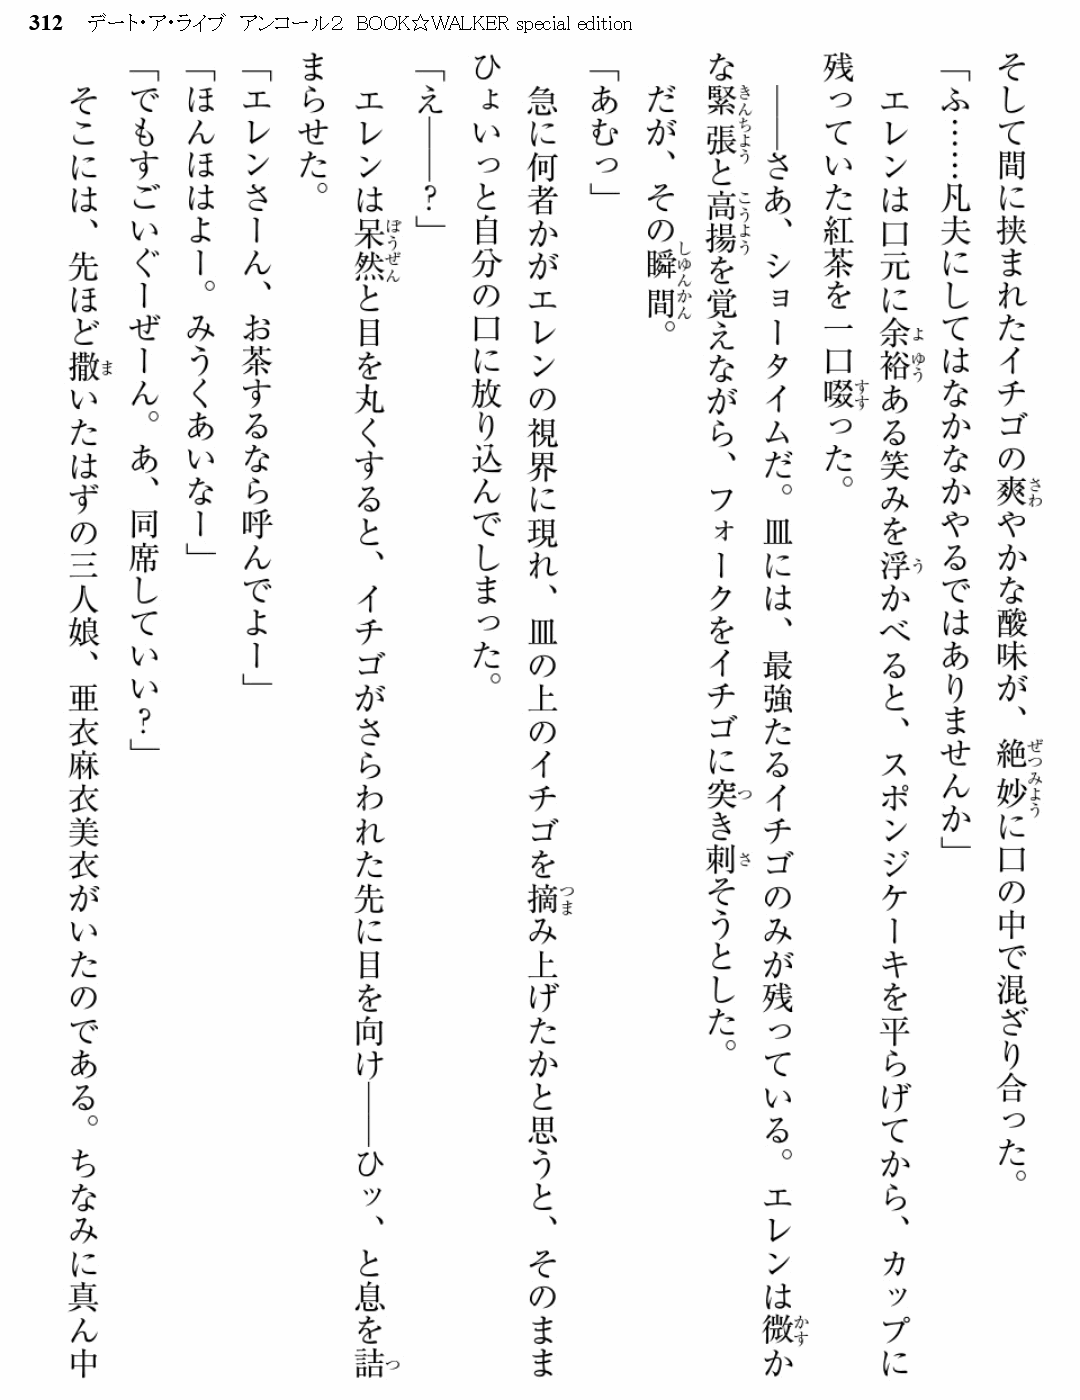 312 デート・ア・ライブ アンコール2 BOOK☆WALKER special edition
そして間に挟まれたイチゴの爽やかな酸味が、絶妙に口の中で混ざり合った。
「ふ……凡夫にしてはなかなかやるではありませんか」
エレンは口元に余裕ある笑みを浮かべると、スポンジケーキを平らげてから、カップに
残っていた紅茶を一口啜った。
――さあ、ショータイムだ。皿には、最強たるイチゴのみが残っている。エレンは微か
な緊張と高揚を覚えながら、フォークをイチゴに突き刺そうとした。
だが、その瞬間。
「あむっ」
急に何者かがエレンの視界に現れ、皿の上のイチゴを摘み上げたかと思うと、そのまま
ひょいっと自分の口に放り込んでしまった。
「え――?」
エレンは呆然と目を丸くすると、イチゴがさらわれた先に目を向け――ひッ、と息を詰
まらせた。
「エレンさーん、お茶するなら呼んでよー」
「ほんほはよー。みうくあいなー」
「でもすごいぐーぜーん。あ、同席していい?」
そこには、先ほど撒いたはずの三人娘、亜衣麻衣美衣がいたのである。ちなみに真ん中